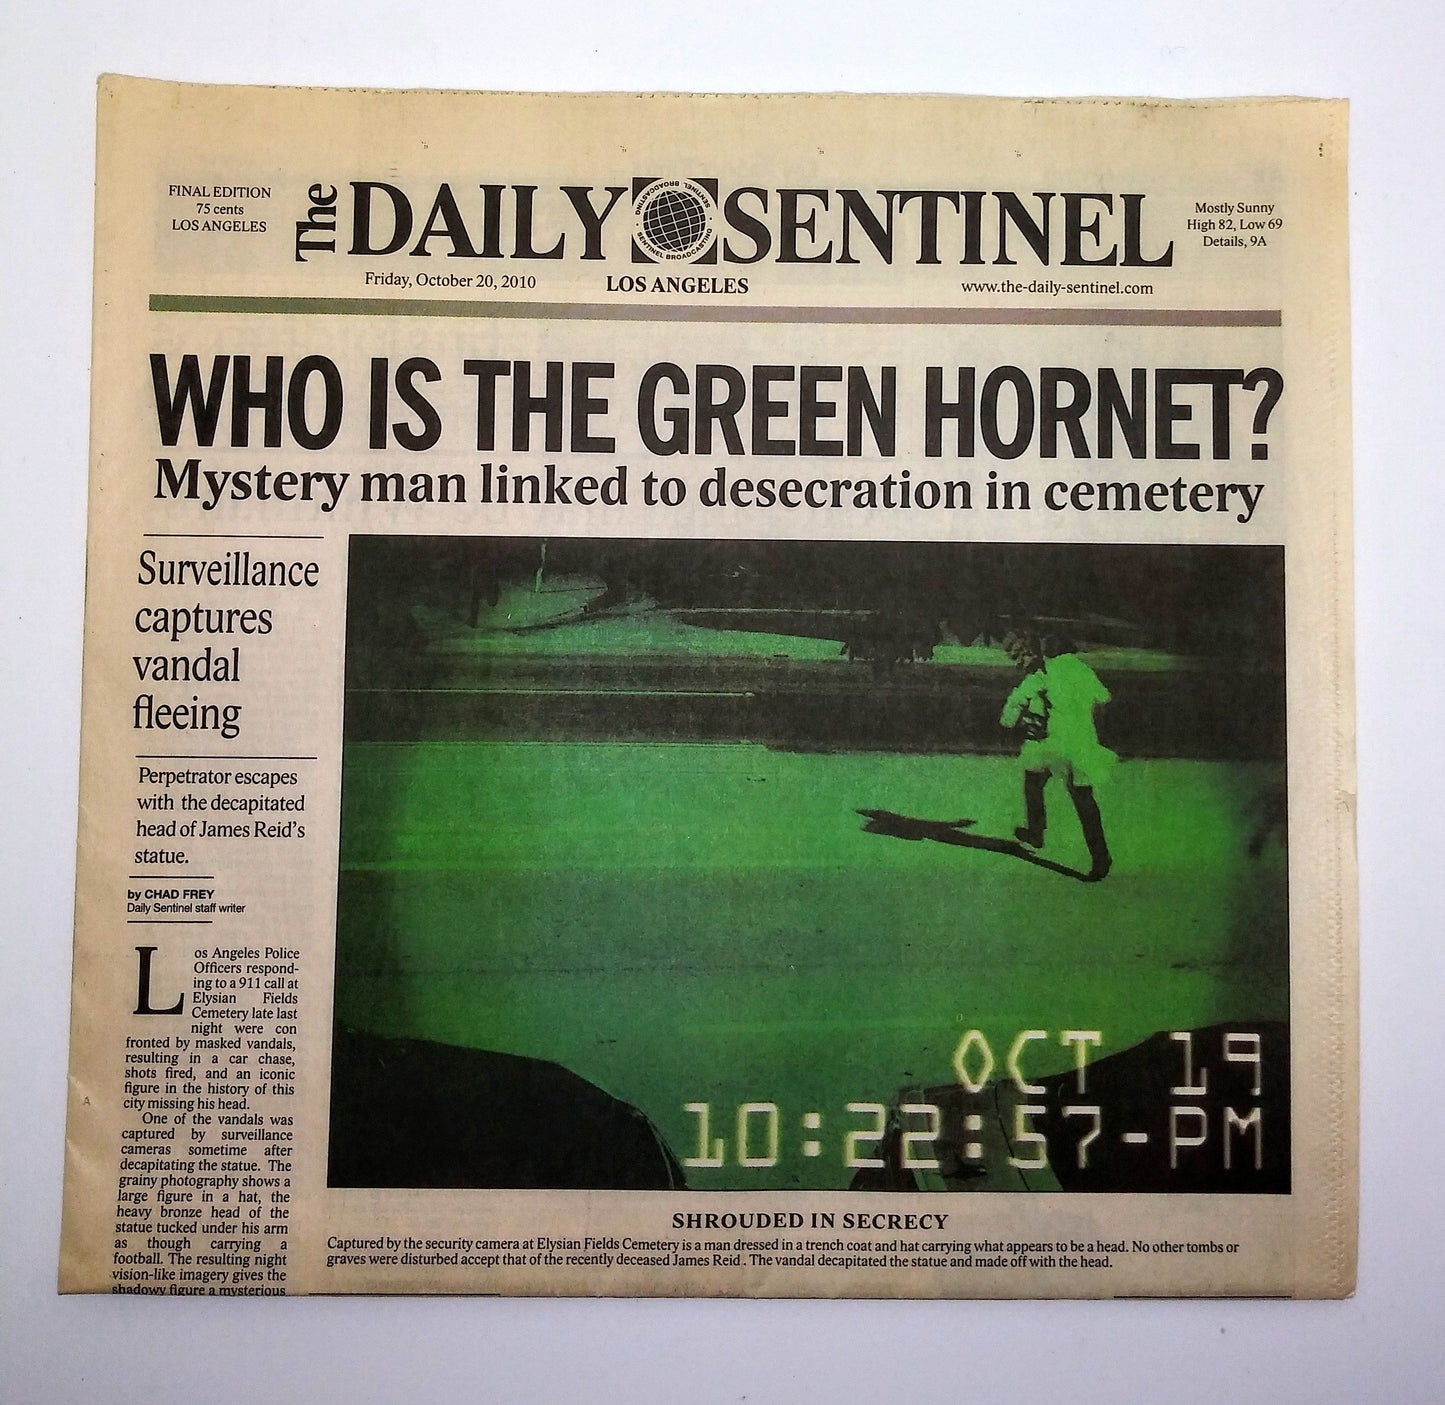 FINAL EDITION
75 cents
LOS ANGELES
The DAILY SENTINEL
SENTINEL BROADCASTING · SENTINEL BROADCASTING ·
Mostly Sunny
High 82, Low 69
Details, 9A
Friday, October 20, 2010
LOS ANGELES
www.the-daily-sentinel.com
WHO IS THE GREEN HORNET?
Mystery man linked to desecration in cemetery
Surveillance
captures
vandal
fleeing
Perpetrator escapes
with the decapitated
head of James Reid's
statue.
by CHAD FREY
Daily Sentinel staff writer
Los Angeles Police
Officers respond-
ing to a 911 call at
Elysian Fields
Cemetery late last
night were con
fronted by masked vandals,
resulting in a car chase,
shots fired, and an iconic
figure in the history of this
city missing his head.
One of the vandals was
captured by surveillance
cameras sometime after
decapitating the statue. The
grainy photography shows a
large figure in a hat, the
heavy bronze head of the
statue tucked under his arm
as though carrying a
football. The resulting night
vision-like imagery gives the
shadowy figure a mysterious
OCT 19
10:22:57-PM
SHROUDED IN SECRECY
Captured by the security camera at Elysian Fields Cemetery is a man dressed in a trench coat and hat carrying what appears to be a head. No other tombs or
graves were disturbed accept that of the recently deceased James Reid . The vandal decapitated the statue and made off with the head.
A